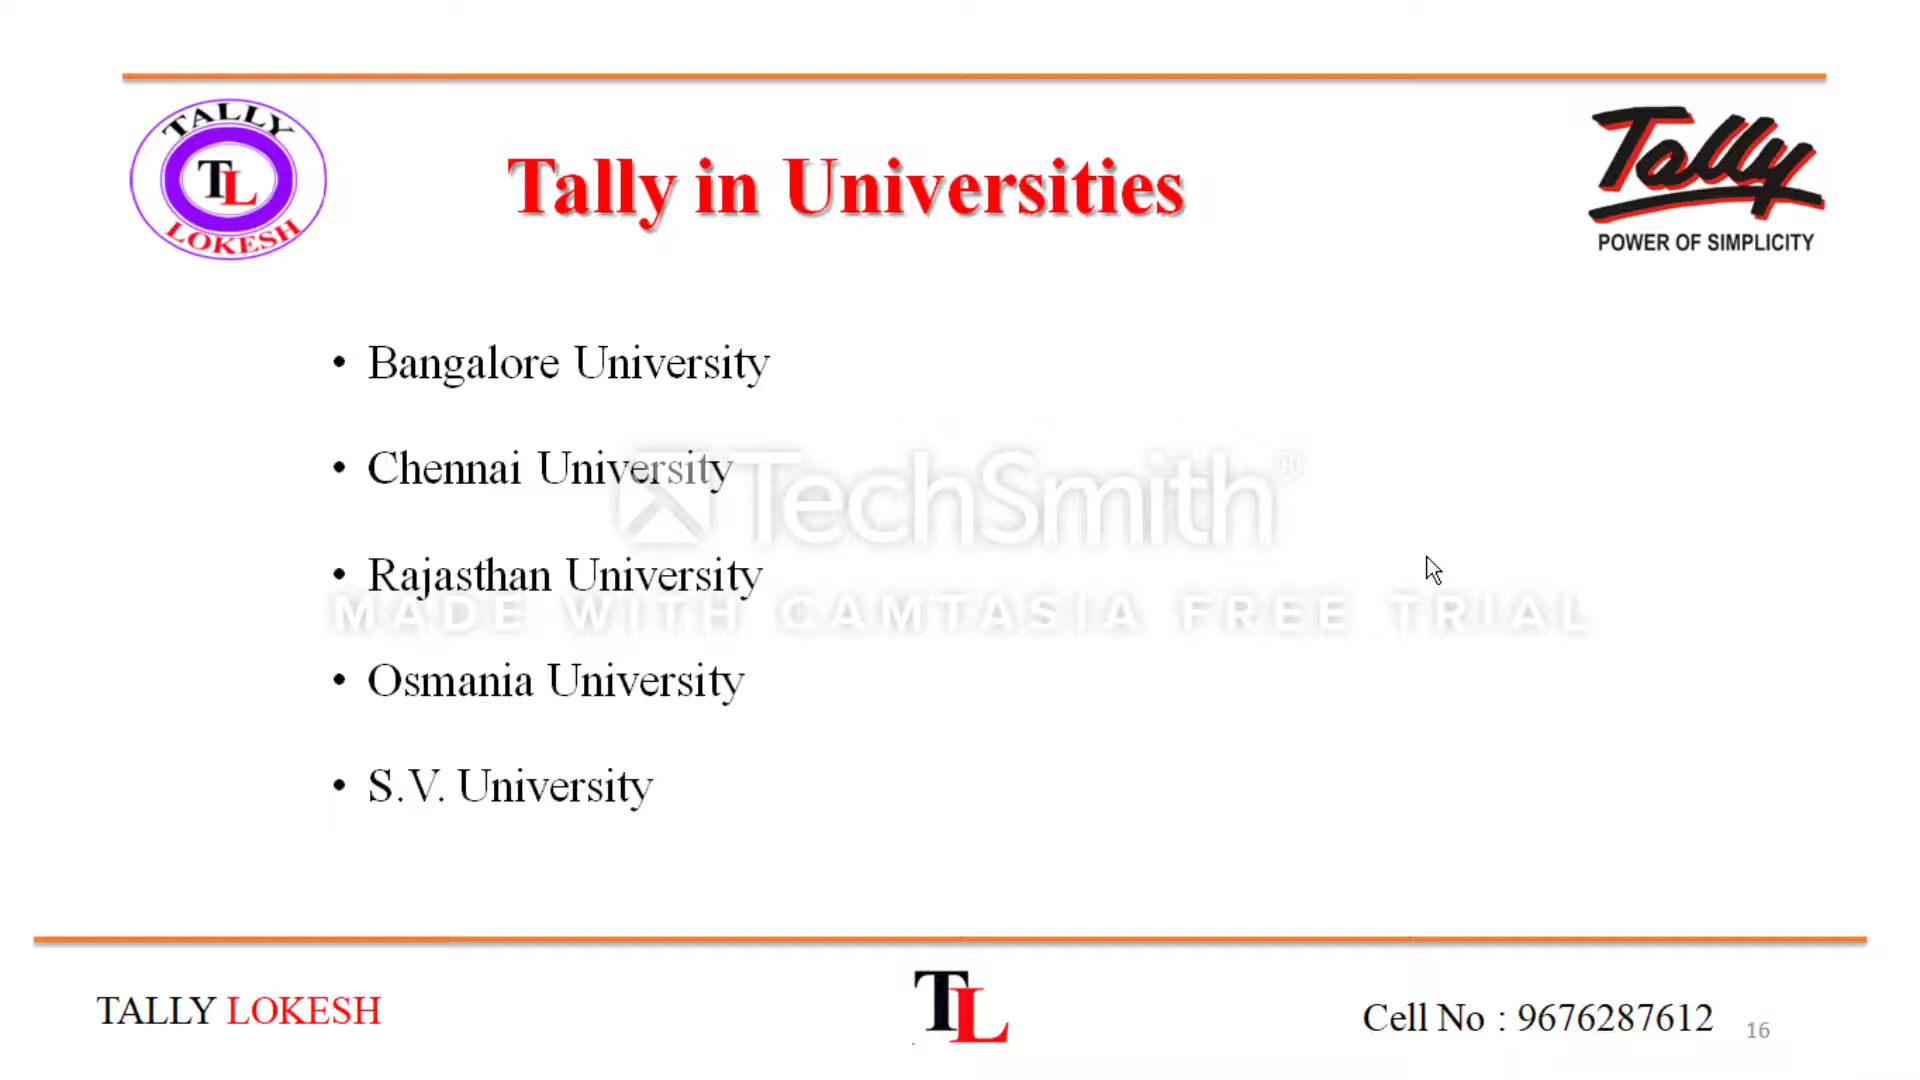 TALLY
TL
LOKESH
Tally in Universities
Tally
POWER OF SIMPLICITY
• Bangalore University
• Chennai University
TechSmith®
• Rajasthan University
MADE WITH CAMTASIA FREE TRIAL
• Osmania University
• S.V. University
TALLY LOKESH
TL
Cell No : 9676287612
16